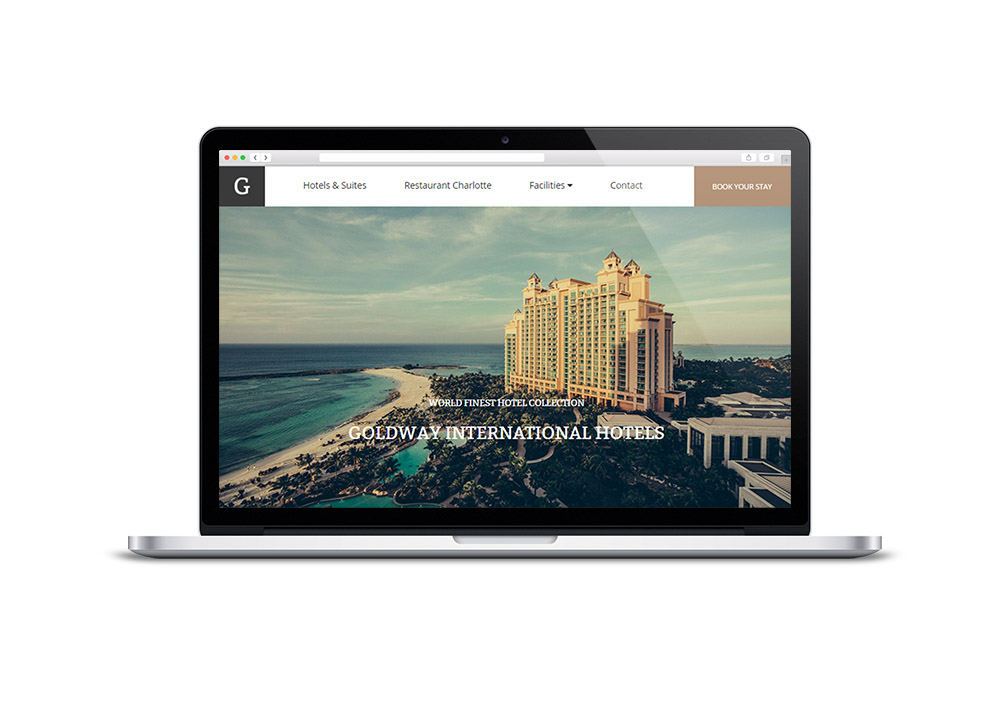 G
Hotels & Suites Restaurant Charlotte Facilities Contact BOOK YOUR STAY
WORLD FINEST HOTEL COLLECTION
GOLDWAY INTERNATIONAL HOTELS